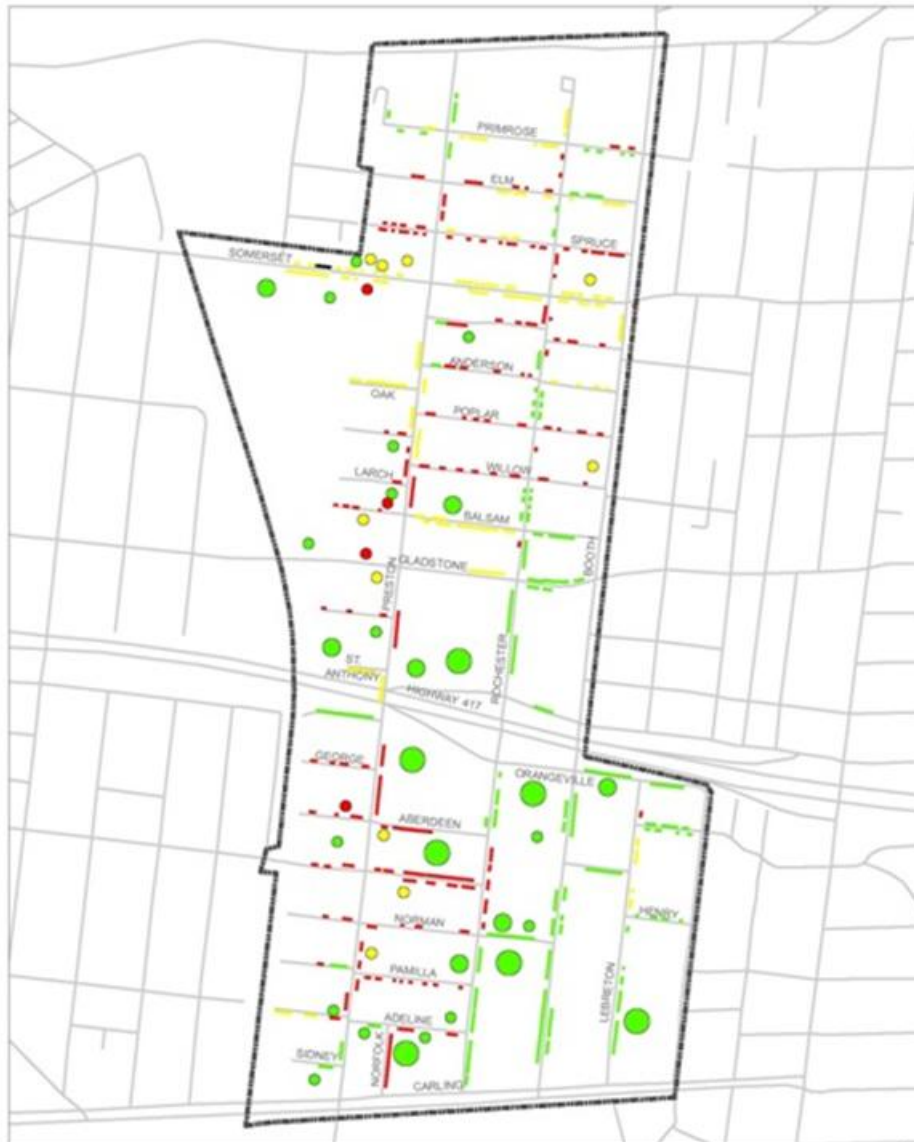 PRIMROSE
ELM
SPRUCE
SOMERSET
ANDERSON
OAK
POPLAR
WILLOW
LARCH
BALSAM
BOOTH
GLADSTONE
PRESTON
ROCHESTER
ST.
ANTHONY
HIGHWAY 417
GEORGE
ORANGEVILLE
ABERDEEN
HENRY
NORMAN
PAMILLA
LEBRETON
ADELINE
SIDNEY
NORFOLK
CARLING